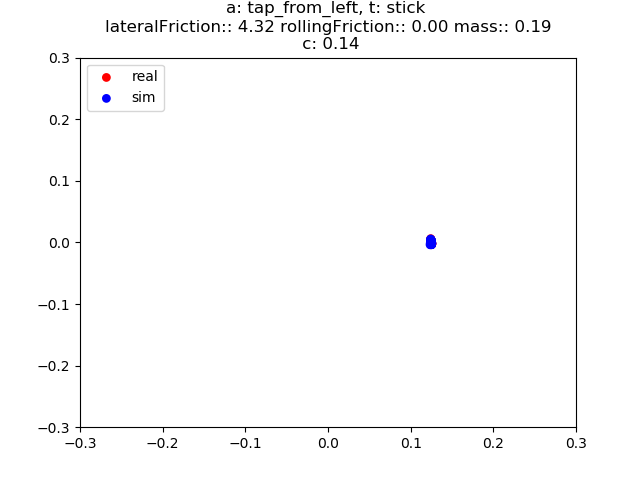 a: tap_from_left, t: stick
lateralFriction:: 4.32 rollingFriction:: 0.00 mass:: 0.19
c: 0.14
real
sim
0.3
0.2
0.1
0.0
−0.1
−0.2
−0.3
−0.3
−0.2
−0.1
0.0
0.1
0.2
0.3